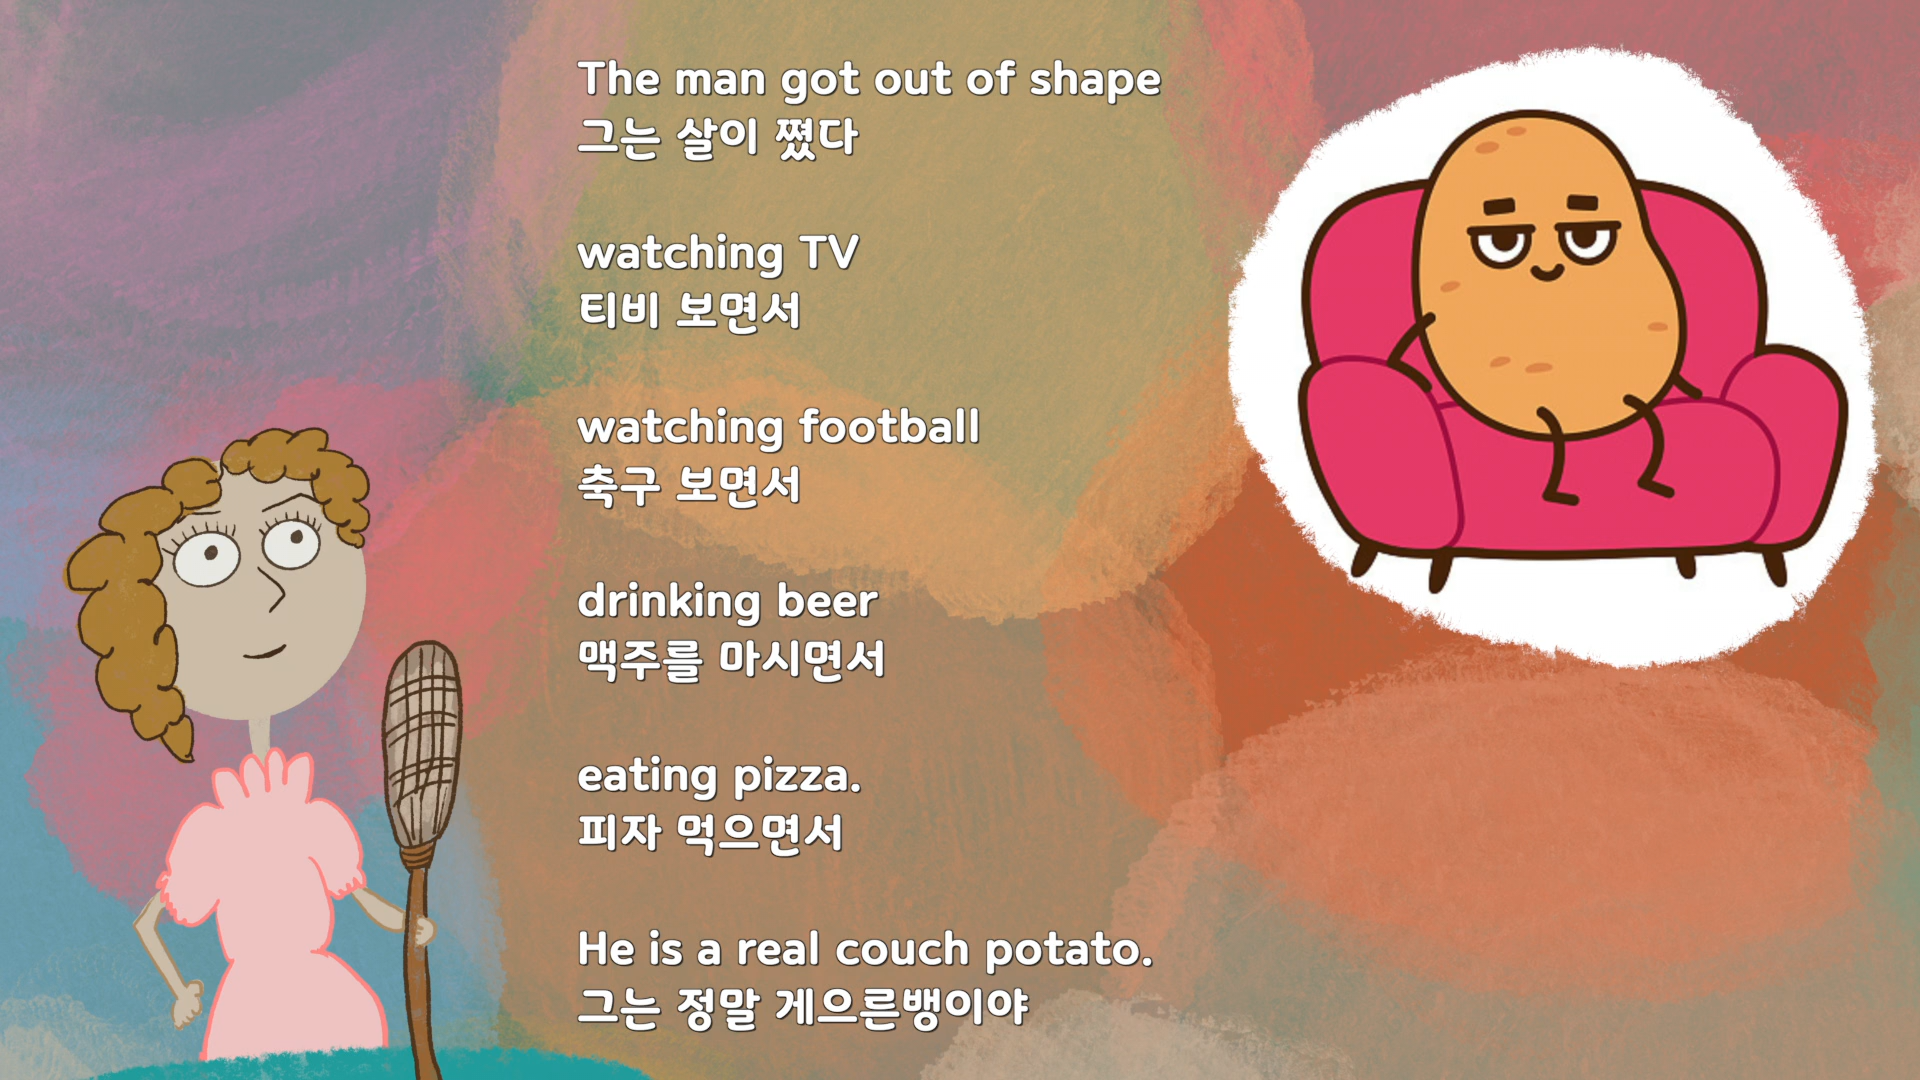 The man got out of shape
그는 살이 쪘다
watching TV
티비 보면서
watching football
축구 보면서
drinking beer
맥주를 마시면서
eating pizza.
피자 먹으면서
He is a real couch potato.
그는 정말 게으른뱅이야